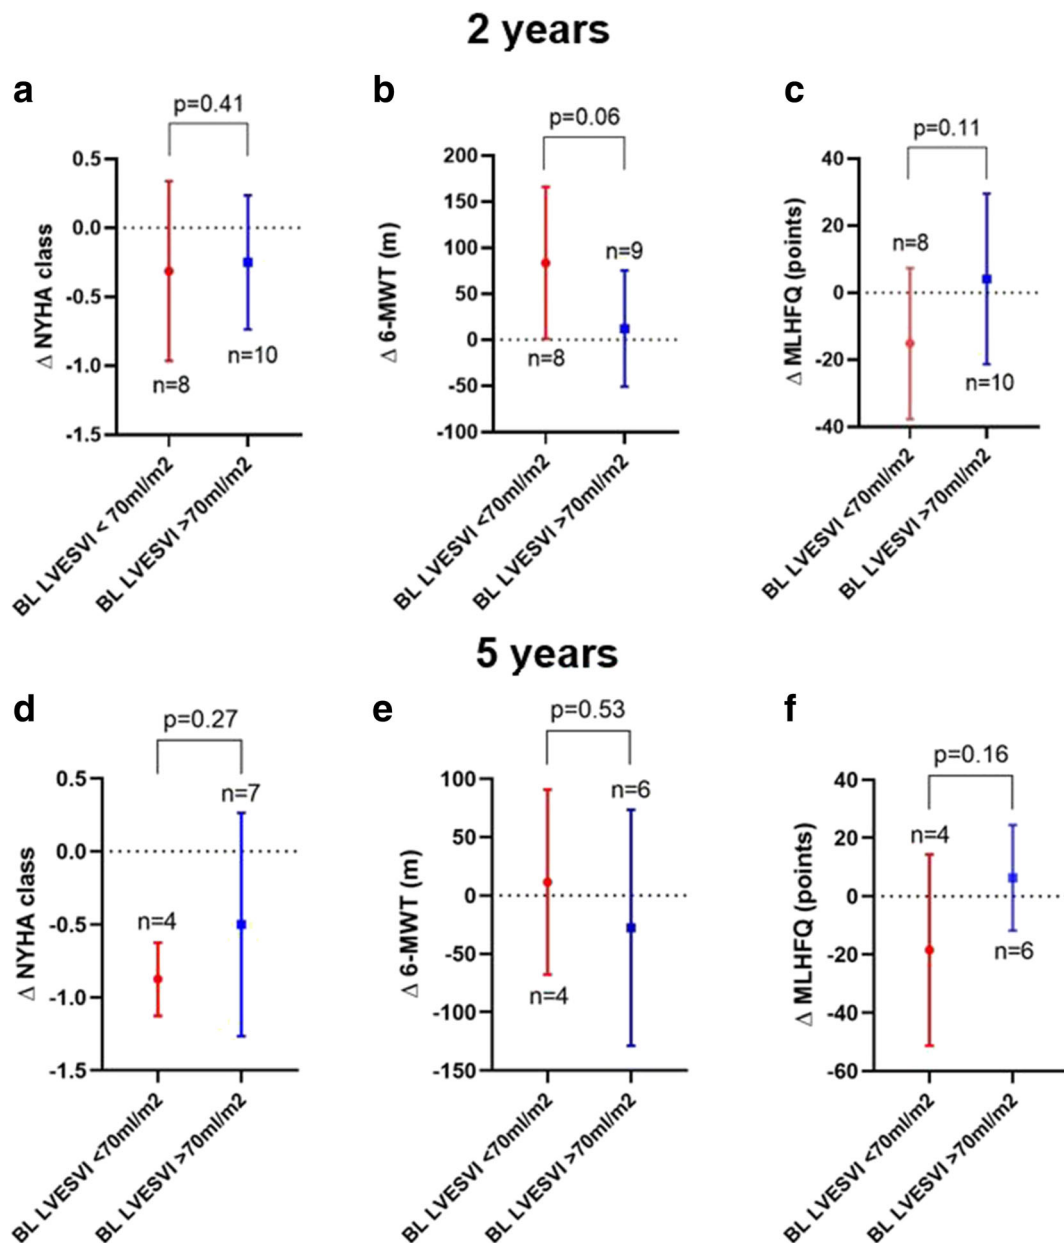 2 years
a
p=0.41
0.5
0.0
-0.5
-1.0
-1.5
Δ NYHA class
n=8
n=10
BL LVESVI < 70ml/m2
BL LVESVI >70ml/m2
b
p=0.06
200
150
100
50
0
-50
-100
Δ 6-MWT (m)
n=8
n=9
BL LVESVI <70ml/m2
BL LVESVI >70ml/m2
c
p=0.11
40
20
0
-20
-40
Δ MLHFQ (points)
n=8
n=10
BL LVESVI <70ml/m2
BL LVESVI >70ml/m2
5 years
d
p=0.27
0.5
0.0
-0.5
-1.0
-1.5
Δ NYHA class
n=4
n=7
BL LVESVI <70ml/m2
BL LVESVI >70ml/m2
e
p=0.53
100
50
0
-50
-100
-150
Δ 6-MWT (m)
n=4
n=6
BL LVESVI <70ml/m2
BL LVESVI >70ml/m2
f
p=0.16
40
20
0
-20
-40
-60
Δ MLHFQ (points)
n=4
n=6
BL LVESVI <70ml/m2
BL LVESVI >70ml/m2